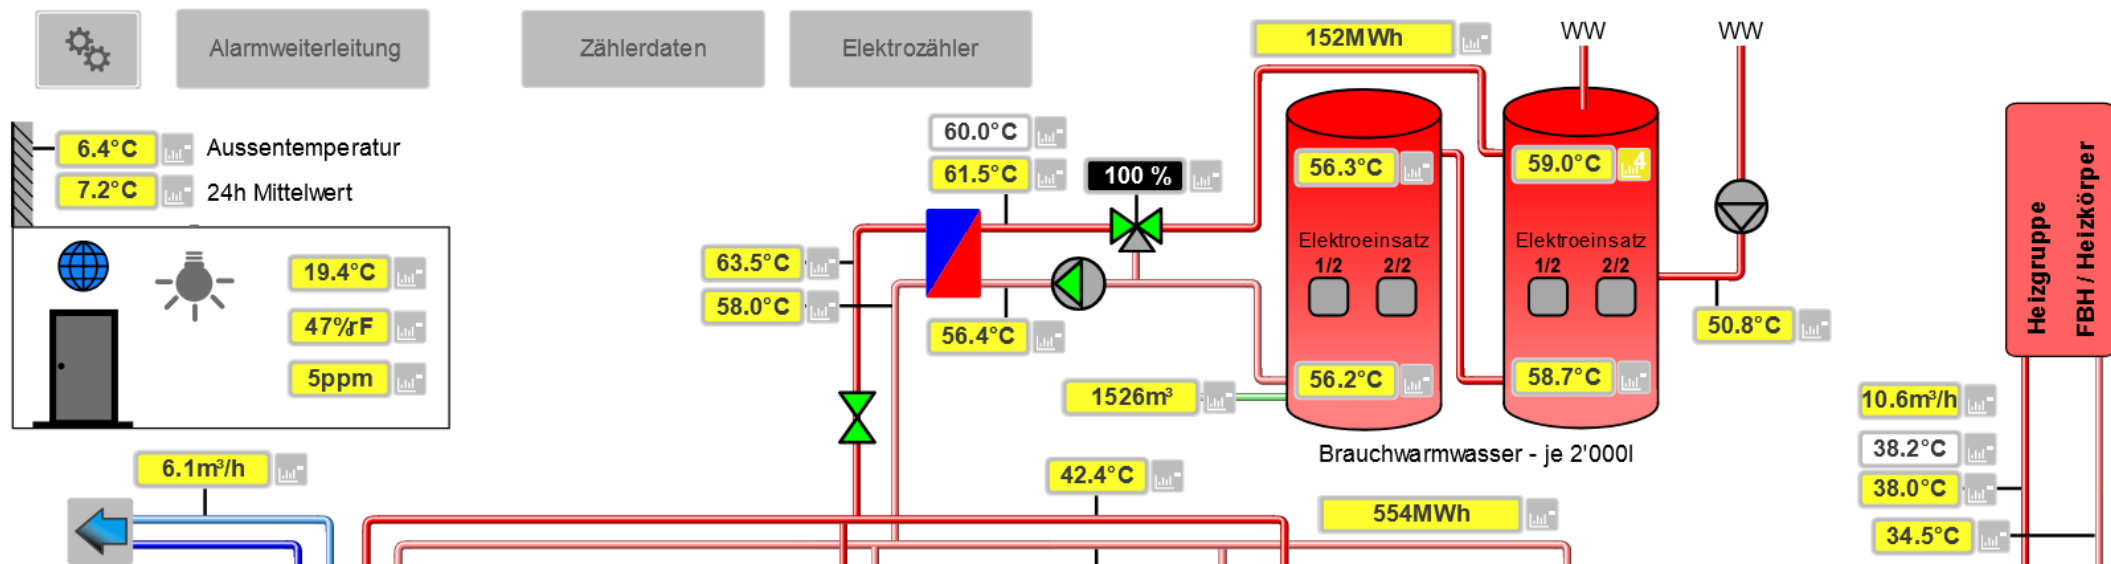 Alarmweiterleitung
Zählerdaten
Elektrozähler
152MWh
WW
WW
6.4°C
Aussentemperatur
7.2°C
24h Mittelwert
60.0°C
61.5°C
100 %
56.3°C
59.0°C
4
Elektroeinsatz
1/2
2/2
Elektroeinsatz
1/2
2/2
19.4°C
47%rF
5ppm
63.5°C
58.0°C
56.4°C
50.8°C
56.2°C
58.7°C
1526m³
Brauchwarmwasser - je 2'000l
Heizgruppe
FBH / Heizkörper
10.6m³/h
38.2°C
38.0°C
34.5°C
6.1m³/h
42.4°C
554MWh